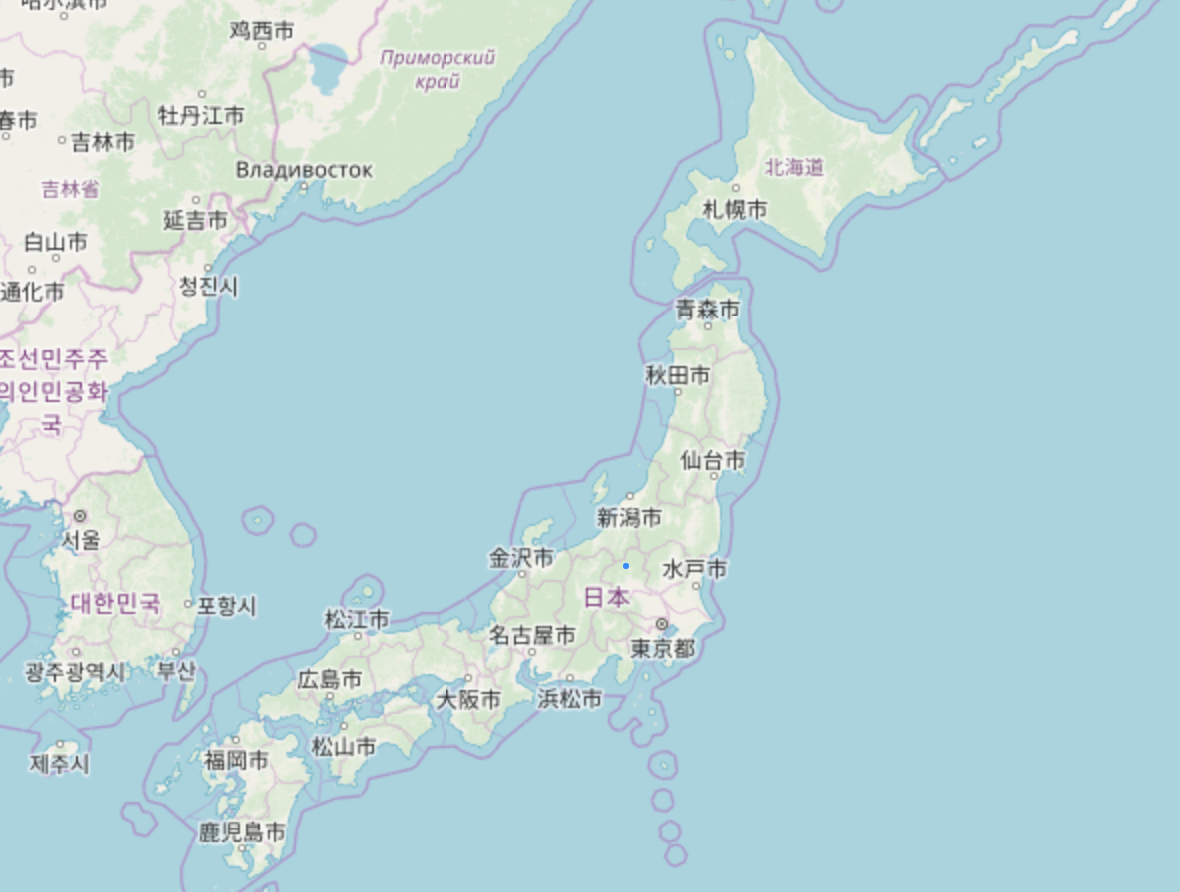 哈尔滨市
鸡西市
Приморский
край
市
牡丹江市
春市
吉林市
Владивосток
北海道
吉林省
札幌市
延吉市
白山市
청진시
通化市
青森市
조선민주주
의인민공화
국
秋田市
仙台市
新潟市
서울
金沢市
水戸市
日本
대한민국
포항시
松江市
名古屋市
東京都
광주광역시
부산
広島市
大阪市
浜松市
松山市
福岡市
제주시
鹿児島市